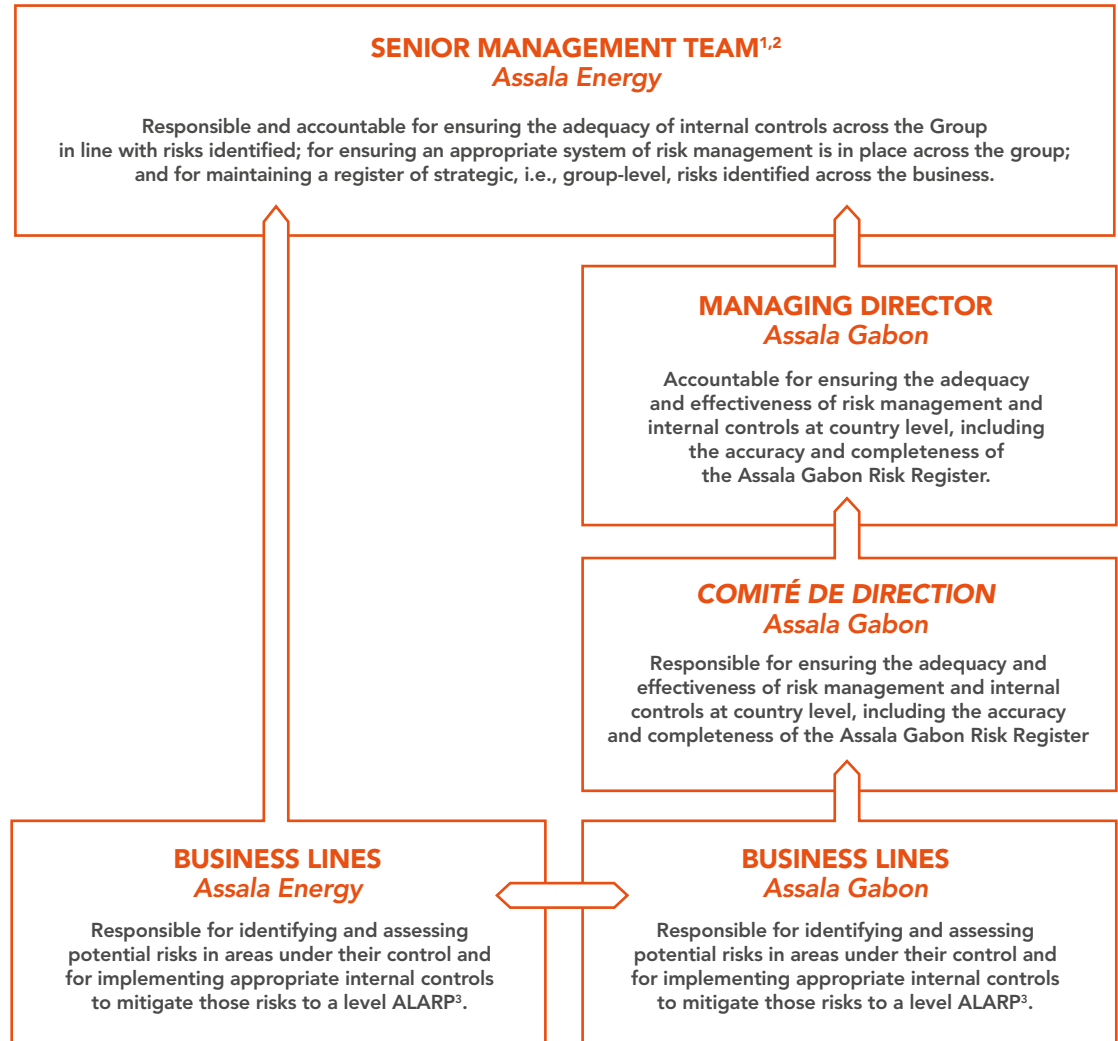 SENIOR MANAGEMENT TEAM1,2
Assala Energy
Responsible and accountable for ensuring the adequacy of internal controls across the Group
in line with risks identified; for ensuring an appropriate system of risk management is in place across the group;
and for maintaining a register of strategic, i.e., group-level, risks identified across the business.
MANAGING DIRECTOR
Assala Gabon
Accountable for ensuring the adequacy
and effectiveness of risk management and
internal controls at country level, including
the accuracy and completeness of
the Assala Gabon Risk Register.
COMITÉ DE DIRECTION
Assala Gabon
Responsible for ensuring the adequacy and
effectiveness of risk management and internal
controls at country level, including the accuracy
and completeness of the Assala Gabon Risk Register
BUSINESS LINES
Assala Energy
Responsible for identifying and assessing
potential risks in areas under their control and
for implementing appropriate internal controls
to mitigate those risks to a level ALARP3.
BUSINESS LINES
Assala Gabon
Responsible for identifying and assessing
potential risks in areas under their control and
for implementing appropriate internal controls
to mitigate those risks to a level ALARP3.